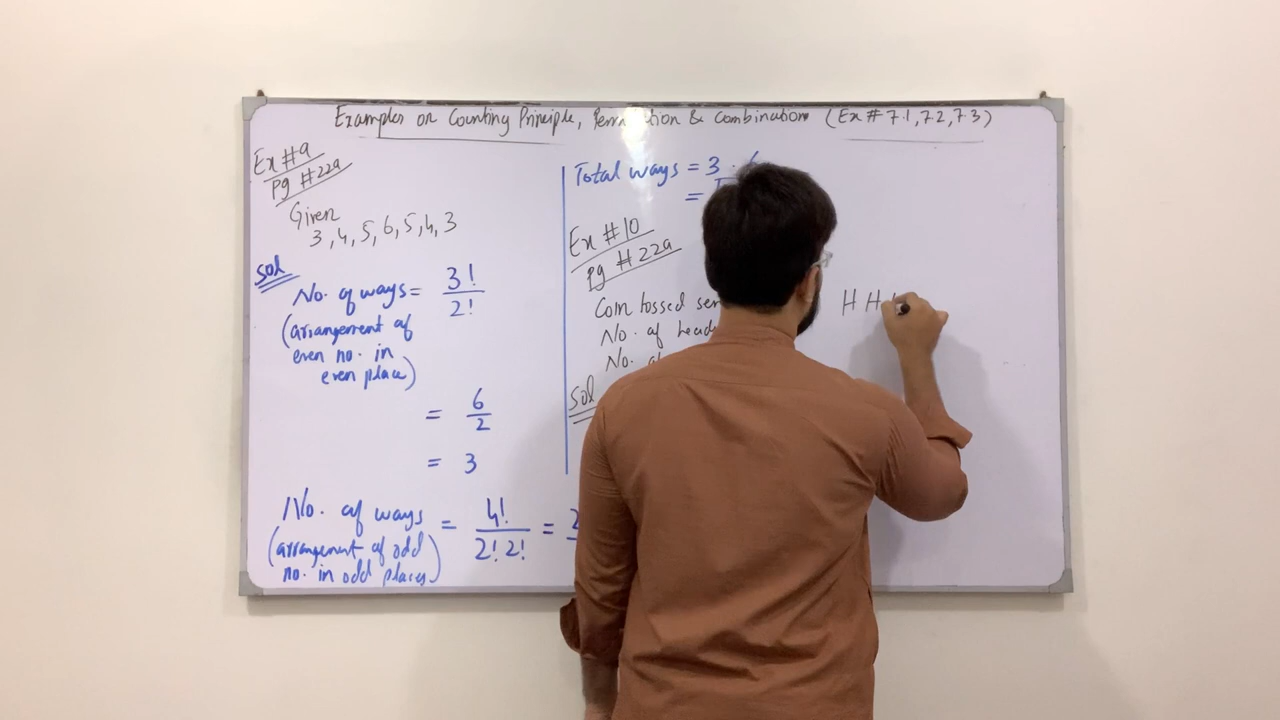 Examples on Counting Principle, Permutation & Combination (Ex # 7.1, 7.2, 7.3)
Ex #9
Pg #229
Given
3, 4, 5, 6, 5, 4, 3
Sol
No. of ways = 3! / 2!
(arrangement of
even no. in
even place)
= 6 / 2
= 3
No. of ways = 4! / 2! 2! =
(arrangement of odd
no. in odd places)
Total ways = 3 . 6
=
Ex #10
Pg #229
Coin tossed
No. of
No.
Sol
H H